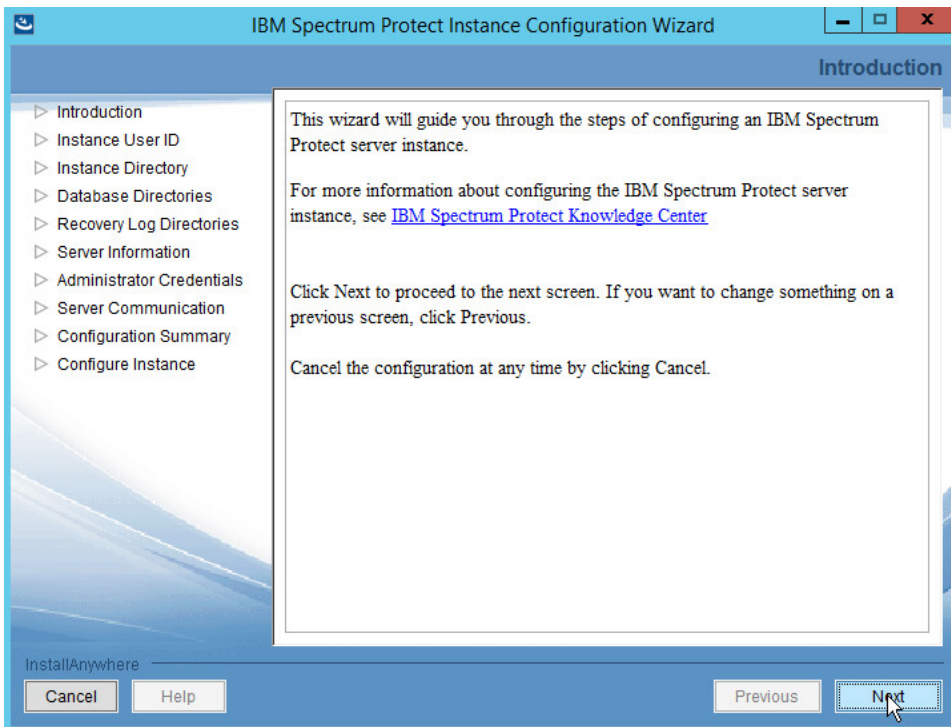 IBM Spectrum Protect Instance Configuration Wizard
Introduction
Introduction
Instance User ID
Instance Directory
Database Directories
Recovery Log Directories
Server Information
Administrator Credentials
Server Communication
Configuration Summary
Configure Instance
This wizard will guide you through the steps of configuring an IBM Spectrum
Protect server instance.
For more information about configuring the IBM Spectrum Protect server
instance, see IBM Spectrum Protect Knowledge Center
Click Next to proceed to the next screen. If you want to change something on a
previous screen, click Previous.
Cancel the configuration at any time by clicking Cancel.
InstallAnywhere
Cancel
Help
Previous
Next